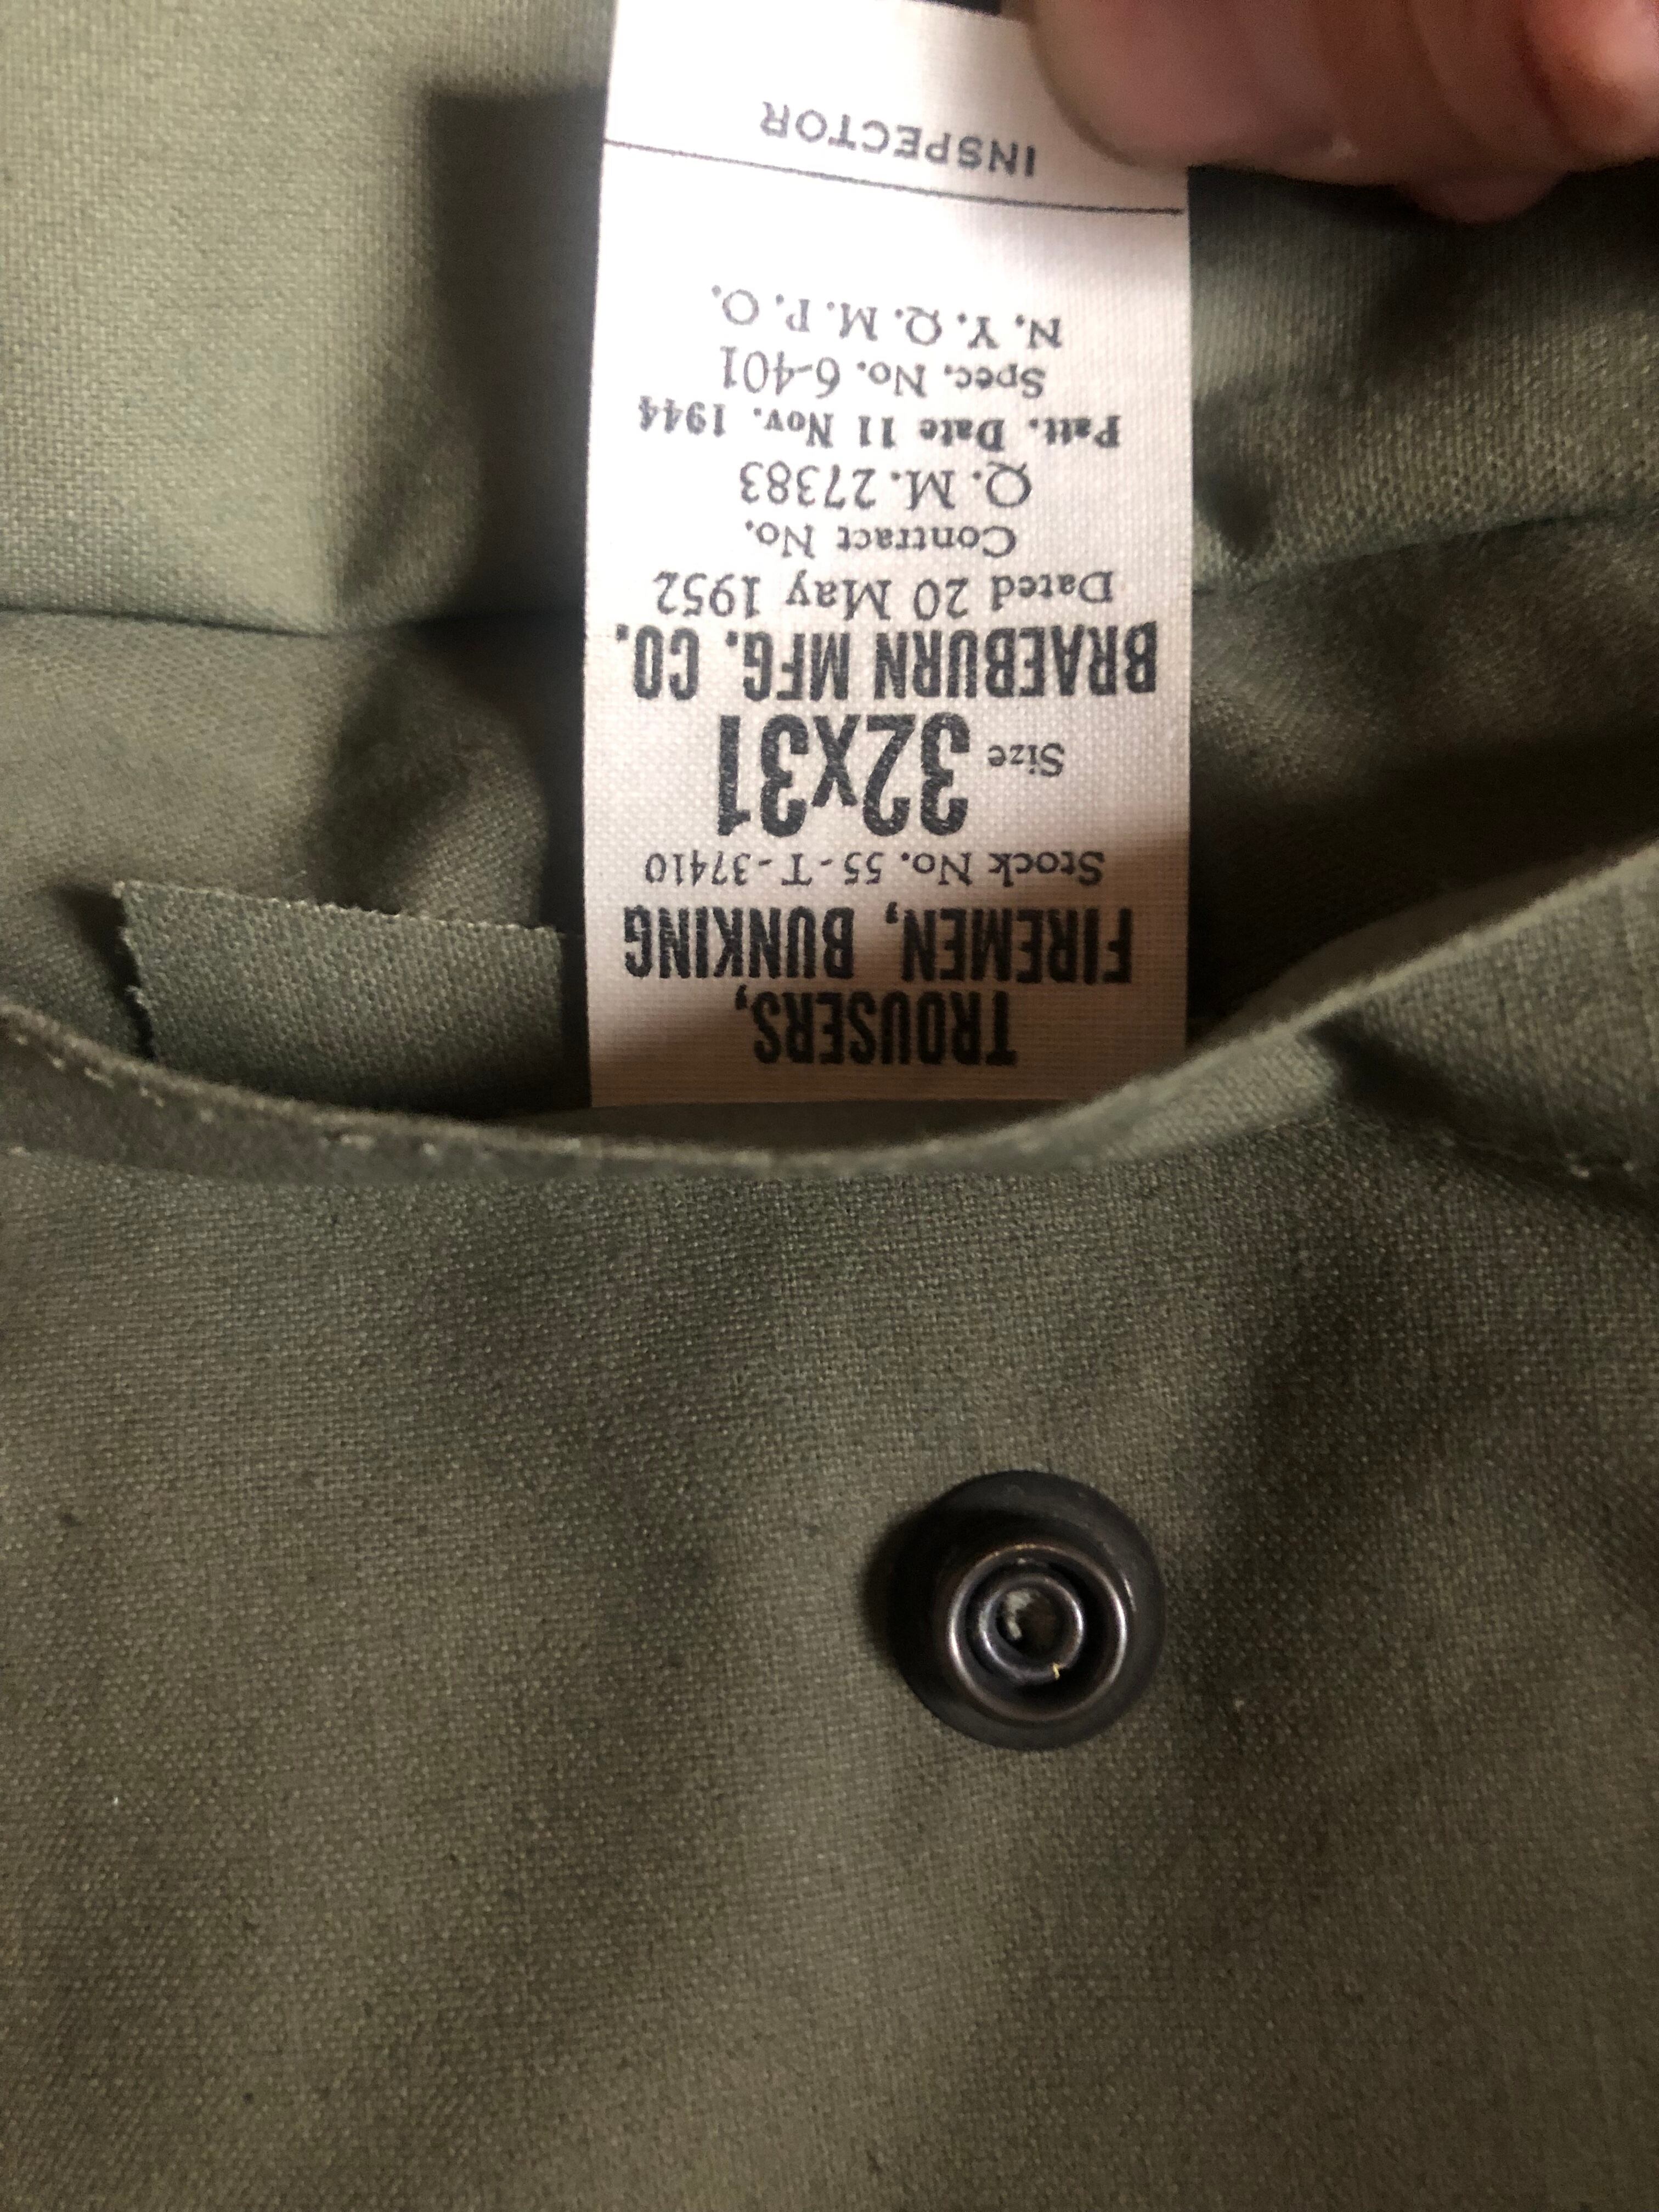 TROUSERS,
FIREMEN, BUNKING
Stock No. 55-T-37410
Size 32x31
BRAEBURN MFG. CO.
Dated 20 May 1952
Contract No.
Q. M. 27383
Patt. Date 11 Nov. 1944
Spec. No. 6-401
N. Y. Q. M. P. O.
INSPECTOR